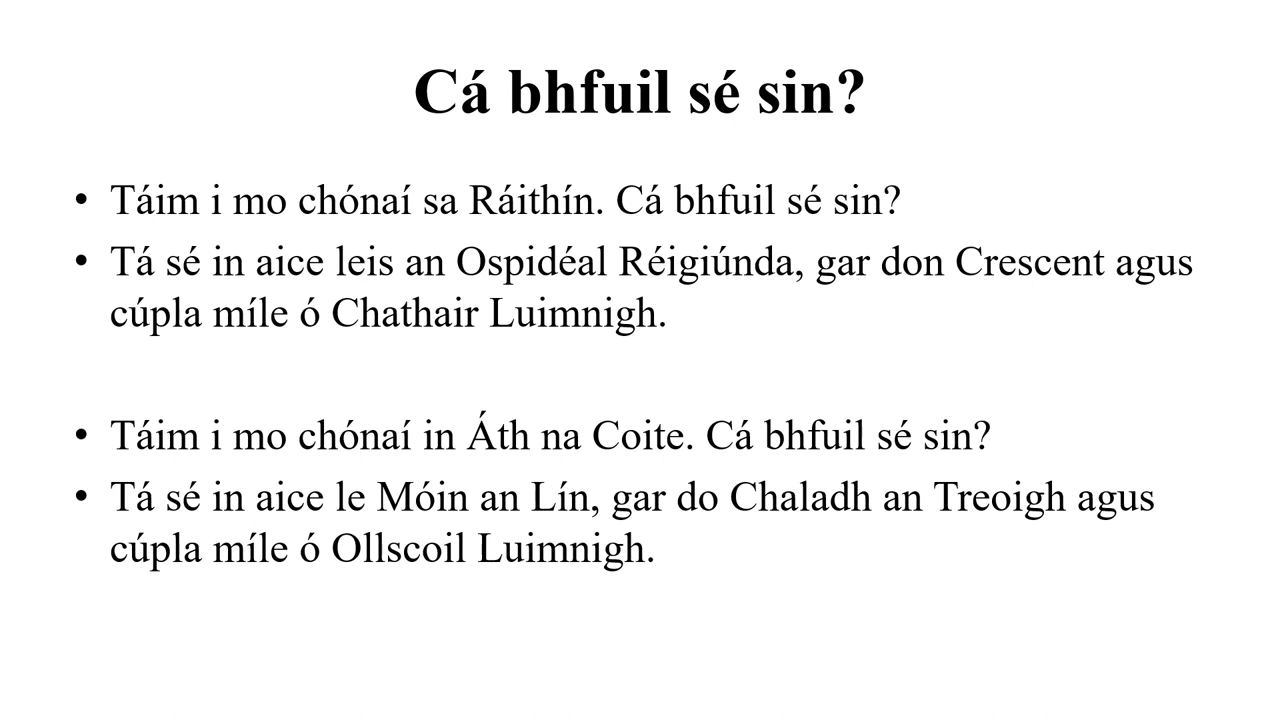 Cá bhfuil sé sin?
• Táim i mo chónaí sa Ráithín. Cá bhfuil sé sin?
• Tá sé in aice leis an Ospidéal Réigiúnda, gar don Crescent agus
cúpla míle ó Chathair Luimnigh.
• Táim i mo chónaí in Áth na Coite. Cá bhfuil sé sin?
• Tá sé in aice le Móin an Lín, gar do Chaladh an Treoigh agus
cúpla míle ó Ollscoil Luimnigh.